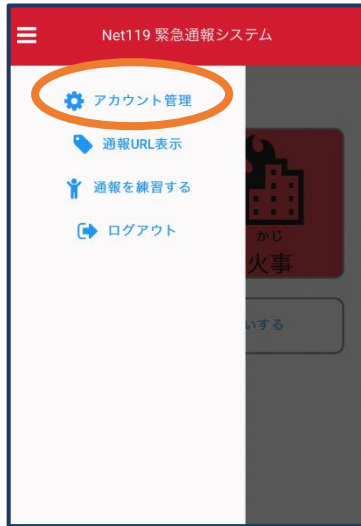 Net119 緊急通報システム
アカウント管理
通報URL表示
通報を練習する
ログアウト
かじ
火事
いする